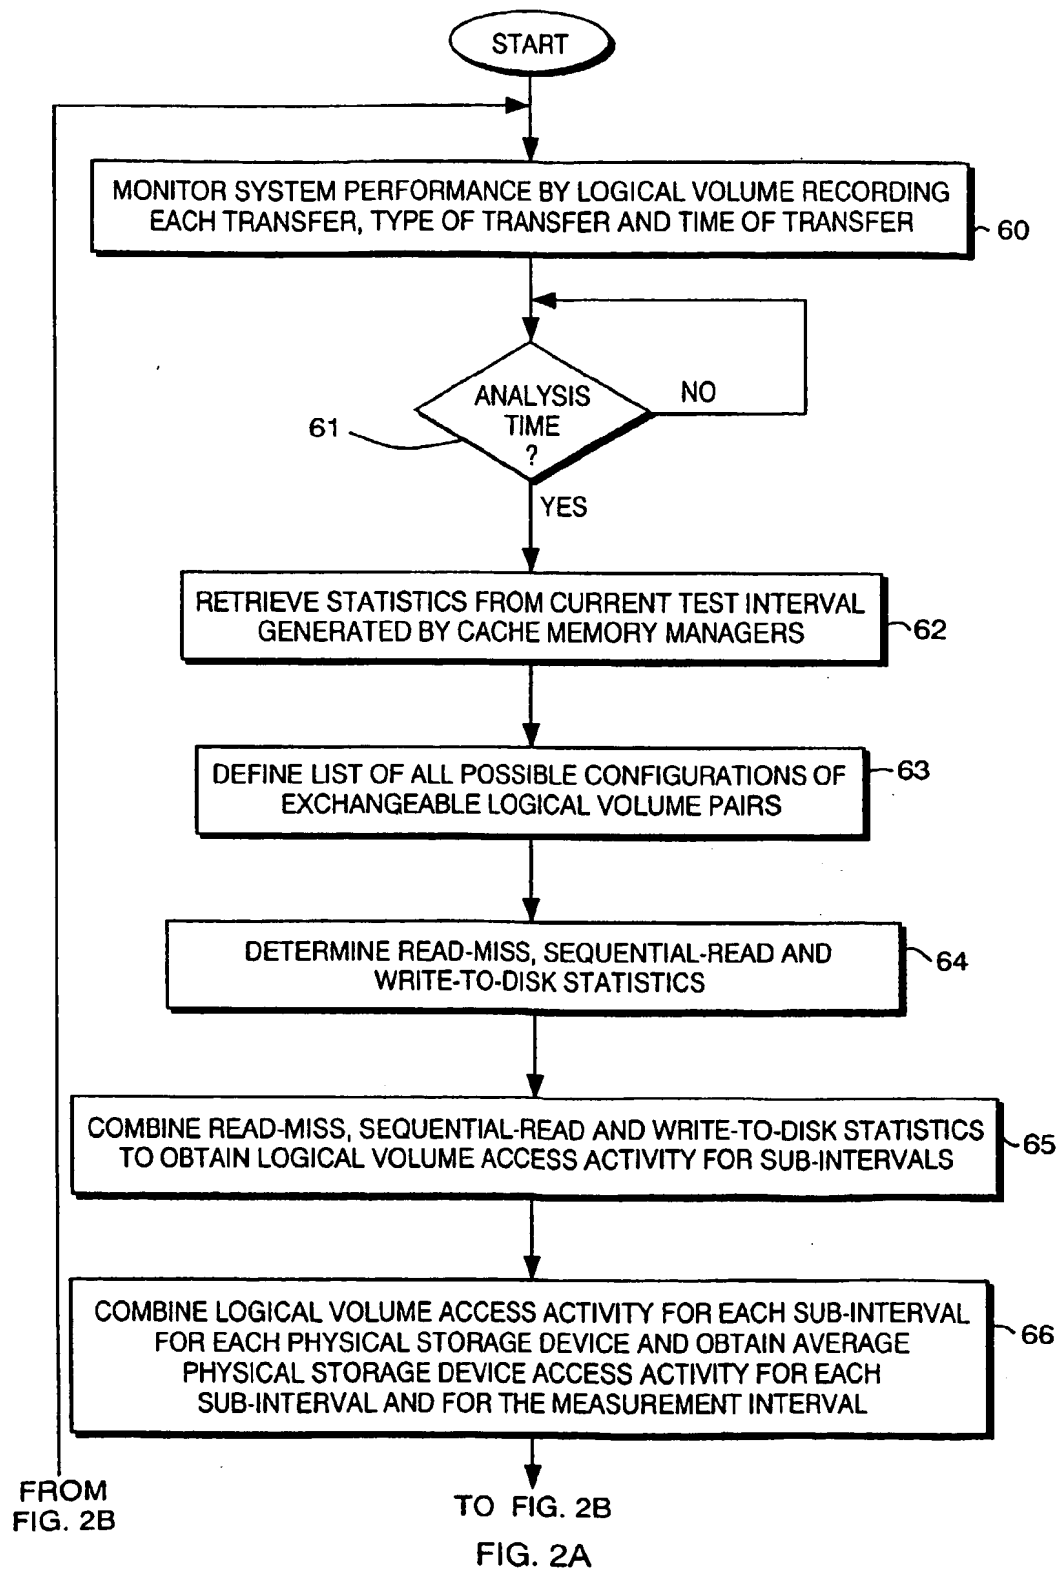 START
MONITOR SYSTEM PERFORMANCE BY LOGICAL VOLUME RECORDING
EACH TRANSFER, TYPE OF TRANSFER AND TIME OF TRANSFER
60
ANALYSIS
TIME
?
NO
61
YES
RETRIEVE STATISTICS FROM CURRENT TEST INTERVAL
GENERATED BY CACHE MEMORY MANAGERS
62
DEFINE LIST OF ALL POSSIBLE CONFIGURATIONS OF
EXCHANGEABLE LOGICAL VOLUME PAIRS
63
DETERMINE READ-MISS, SEQUENTIAL-READ AND
WRITE-TO-DISK STATISTICS
64
COMBINE READ-MISS, SEQUENTIAL-READ AND WRITE-TO-DISK STATISTICS
TO OBTAIN LOGICAL VOLUME ACCESS ACTIVITY FOR SUB-INTERVALS
65
COMBINE LOGICAL VOLUME ACCESS ACTIVITY FOR EACH SUB-INTERVAL
FOR EACH PHYSICAL STORAGE DEVICE AND OBTAIN AVERAGE
PHYSICAL STORAGE DEVICE ACCESS ACTIVITY FOR EACH
SUB-INTERVAL AND FOR THE MEASUREMENT INTERVAL
66
FROM
FIG. 2B
TO FIG. 2B
FIG. 2A